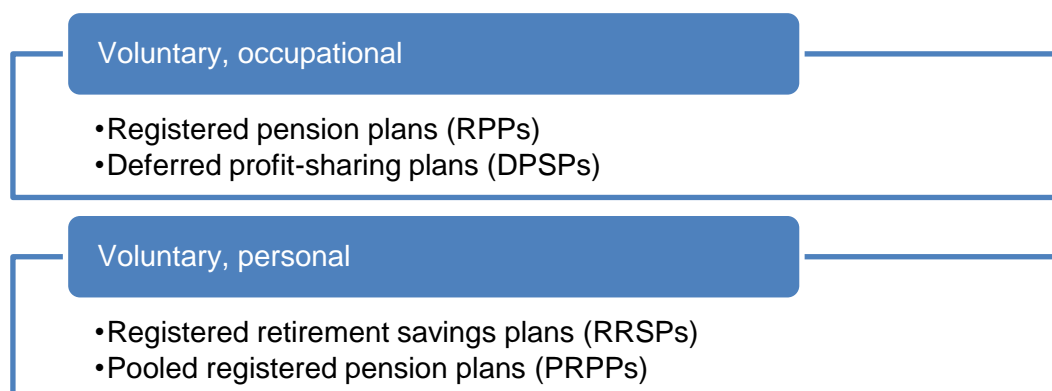 Voluntary, occupational
•Registered pension plans (RPPs)
•Deferred profit-sharing plans (DPSPs)
Voluntary, personal
•Registered retirement savings plans (RRSPs)
•Pooled registered pension plans (PRPPs)